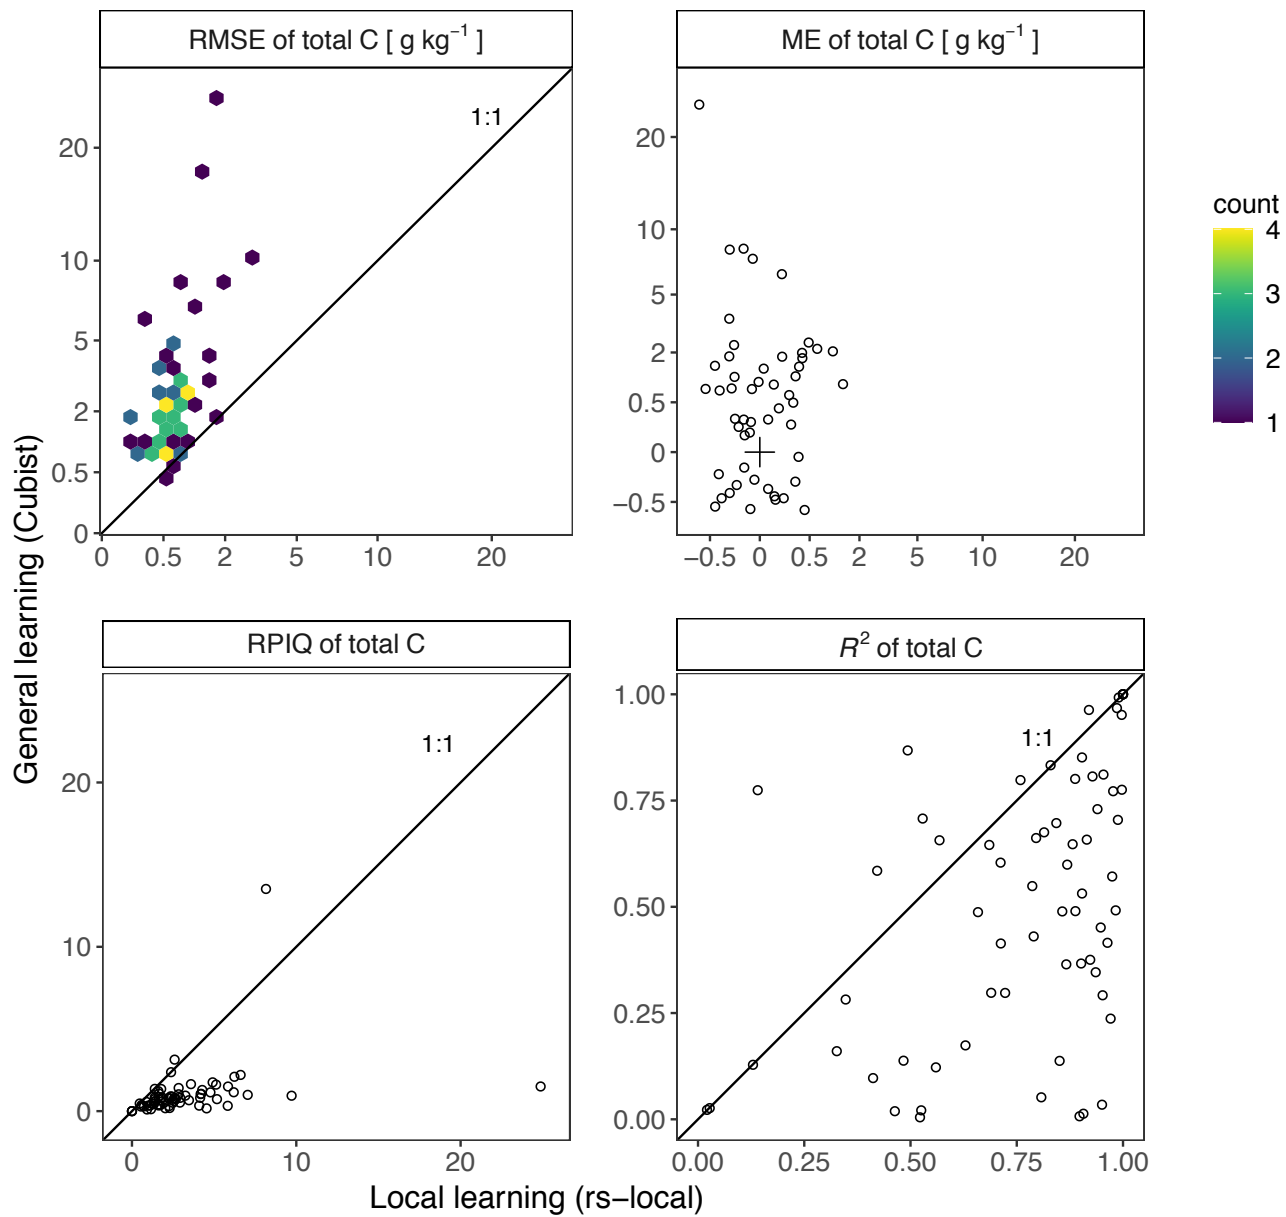 RMSE of total C [ g kg⁻¹ ]
ME of total C [ g kg⁻¹ ]
1:1
20
10
5
2
0.5
0
0 0.5 2 5 10 20
20
10
5
2
0.5
0
−0.5
−0.5 0 0.5 2 5 10 20
count
4
3
2
1
General learning (Cubist)
RPIQ of total C
R² of total C
1:1
20
10
0
0 10 20
1:1
1.00
0.75
0.50
0.25
0.00
0.00 0.25 0.50 0.75 1.00
Local learning (rs−local)